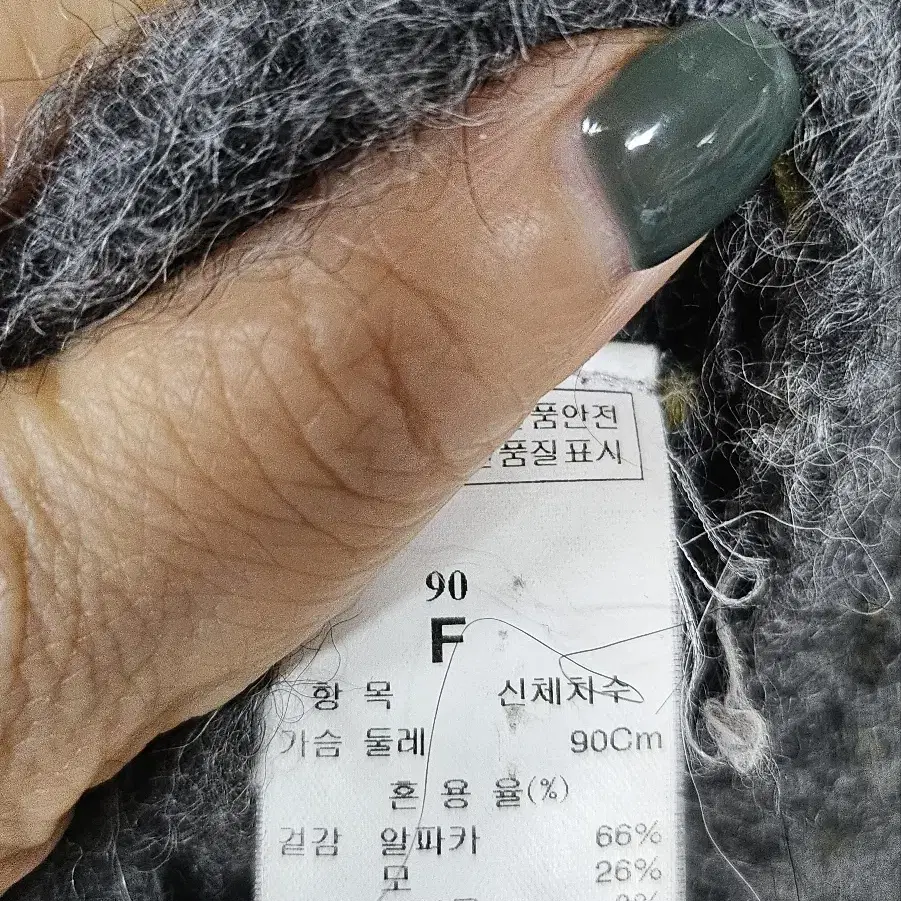 품안전
품질표시
90
F
항 목 신체치수
가슴 둘레 90Cm
혼 용 율(%)
겉감 알파카 66%
모 26%